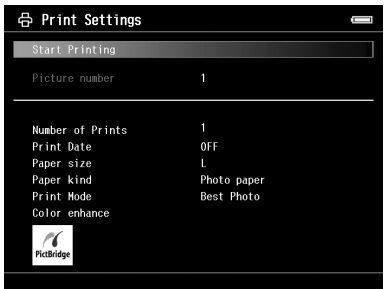 Print Settings
Start Printing
Picture number 1
Number of Prints 1
Print Date OFF
Paper size L
Paper kind Photo paper
Print Mode Best Photo
Color enhance
PictBridge